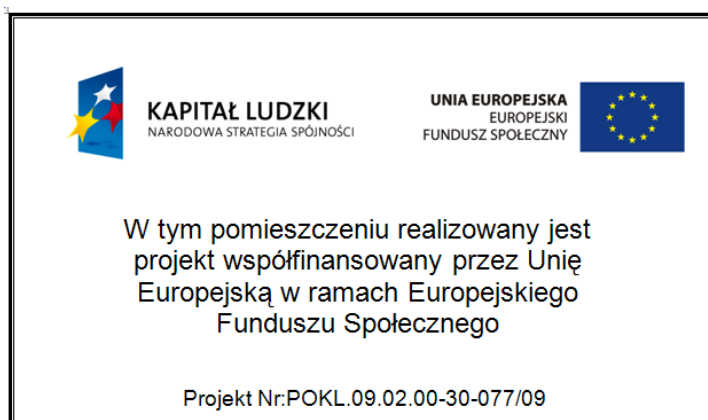 KAPITAŁ LUDZKI
NARODOWA STRATEGIA SPÓJNOŚCI
UNIA EUROPEJSKA
EUROPEJSKI
FUNDUSZ SPOŁECZNY
W tym pomieszczeniu realizowany jest
projekt współfinansowany przez Unię
Europejską w ramach Europejskiego
Funduszu Społecznego
Projekt Nr:POKL.09.02.00-30-077/09